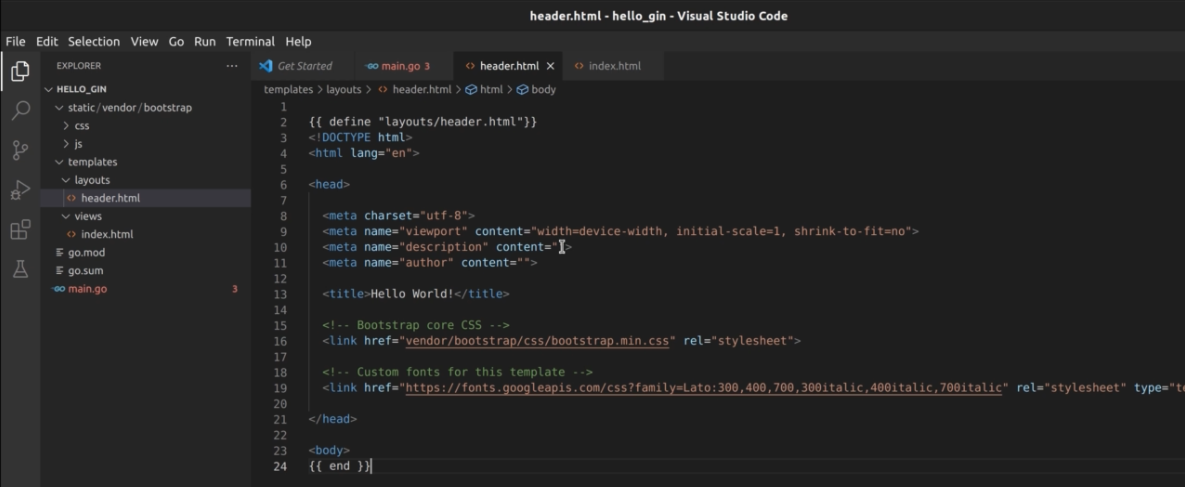 header.html - hello_gin - Visual Studio Code
File Edit Selection View Go Run Terminal Help
EXPLORER ...
HELLO_GIN
static/vendor/bootstrap
css
js
templates
layouts
header.html
views
index.html
go.mod
go.sum
main.go 3
Get Started main.go 3 header.html index.html
templates > layouts > header.html > html > body
1
2 {{ define "layouts/header.html"}}
3 <!DOCTYPE html>
4 <html lang="en">
5
6 <head>
7
8 <meta charset="utf-8">
9 <meta name="viewport" content="width=device-width, initial-scale=1, shrink-to-fit=no">
10 <meta name="description" content="">
11 <meta name="author" content="">
12
13 <title>Hello World!</title>
14
15 <!-- Bootstrap core CSS -->
16 <link href="vendor/bootstrap/css/bootstrap.min.css" rel="stylesheet">
17
18 <!-- Custom fonts for this template -->
19 <link href="https://fonts.googleapis.com/css?family=Lato:300,400,700,300italic,400italic,700italic" rel="stylesheet" type="te
20
21 </head>
22
23 <body>
24 {{ end }}